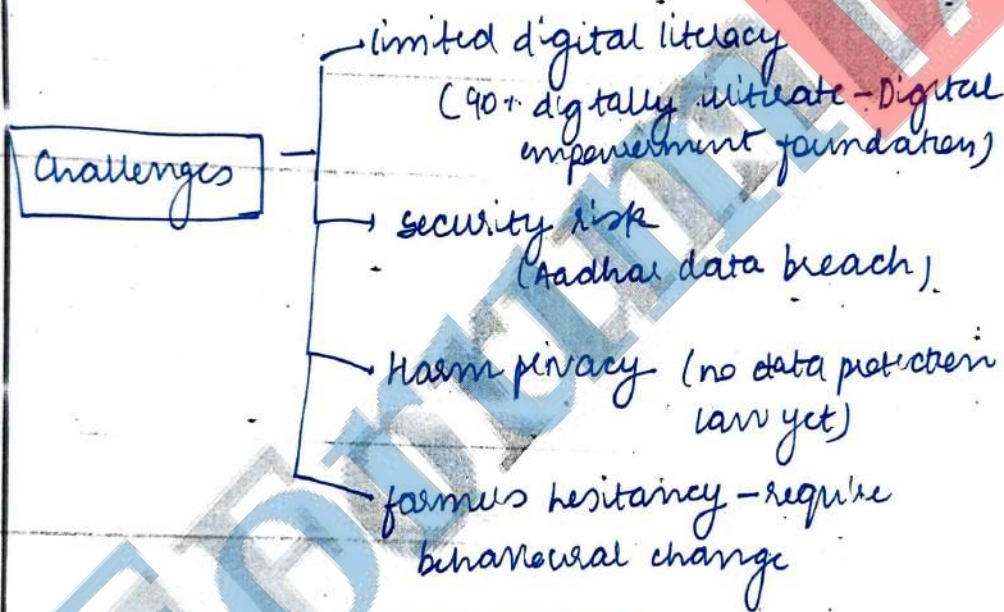 limited digital literacy
(90% digitally illiterate - Digital
empowerment foundation)
Challenges
security risk
(Aadhar data breach)
Harm privacy (no data protection
law yet)
farmers hesitancy - require
behavioural change